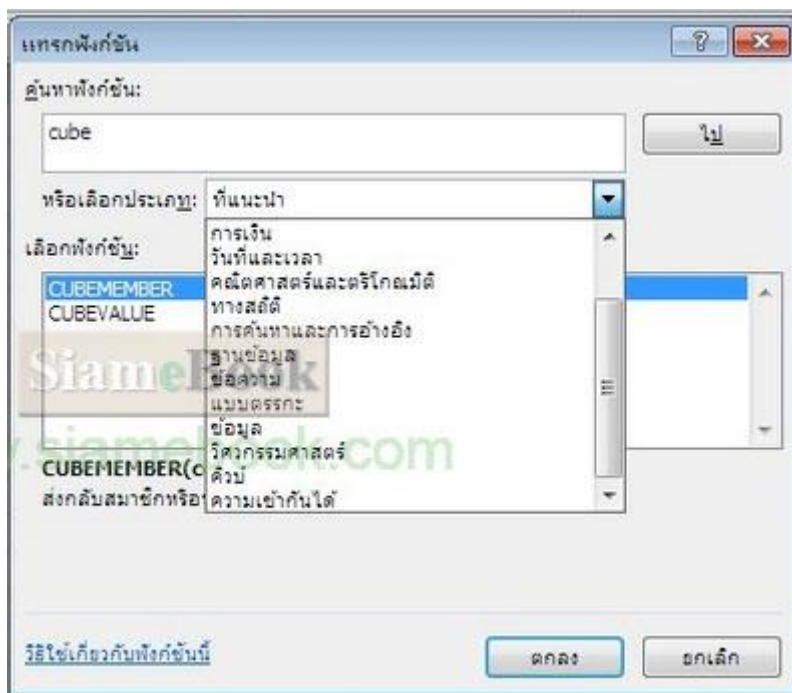 แทรกฟังก์ชัน
ค้นหาฟังก์ชัน:
cube
ไป
หรือเลือกประเภท: ที่แนะนำ
การเงิน
วันที่และเวลา
คณิตศาสตร์และตรีโกณมิติ
ทางสถิติ
การค้นหาและการอ้างอิง
ฐานข้อมูล
ข้อความ
แบบตรรกะ
ข้อมูล
วิศวกรรมศาสตร์
คิวบ์
ความเข้ากันได้
เลือกฟังก์ชัน:
CUBEMEMBER
CUBEVALUE
SiameBook
.siamebook.com
CUBEMEMBER(c
ส่งกลับสมาชิกหรือ
วิธีใช้เกี่ยวกับฟังก์ชันนี้
ตกลง
ยกเลิก